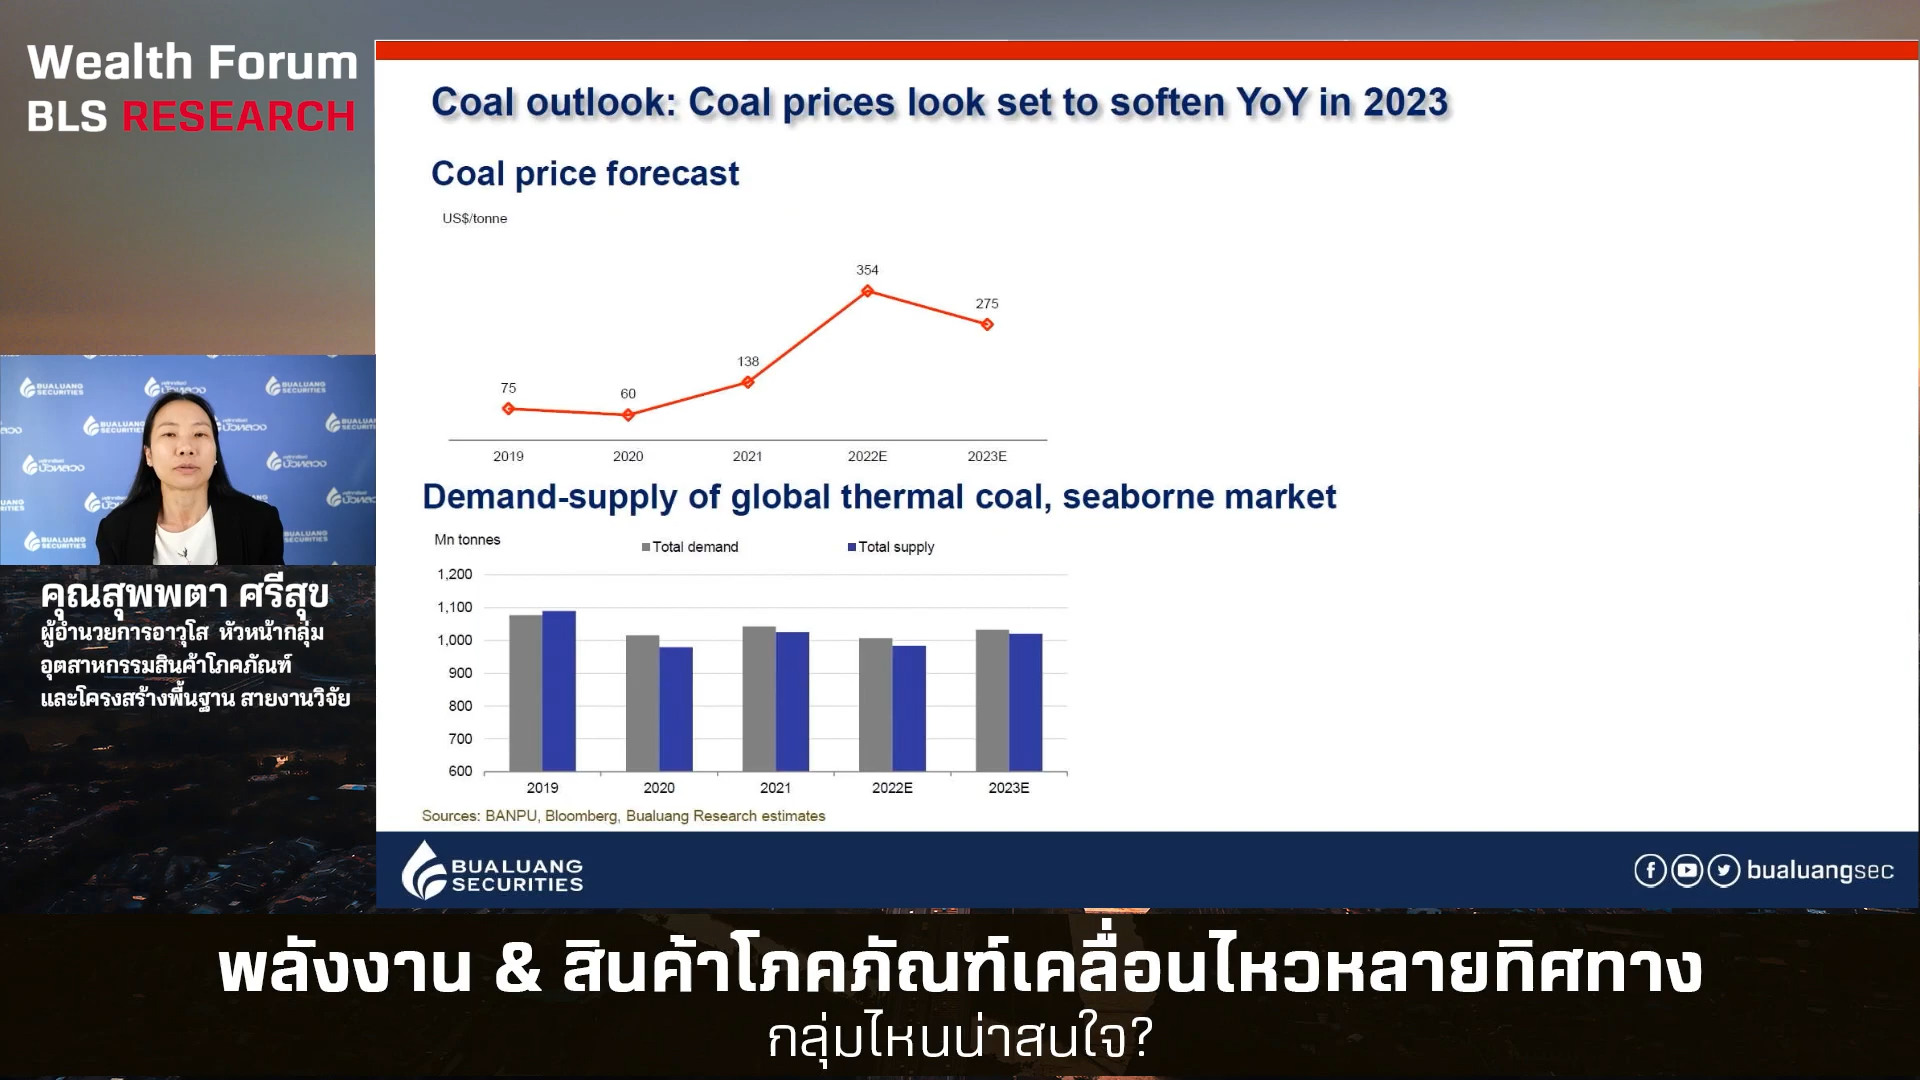 Wealth Forum
BLS RESEARCH
Coal outlook: Coal prices look set to soften YoY in 2023
Coal price forecast
US$/tonne
354
275
138
75
60
2019 2020 2021 2022E 2023E
Demand-supply of global thermal coal, seaborne market
Mn tonnes
Total demand Total supply
1,200
1,100
1,000
900
800
700
600
2019 2020 2021 2022E 2023E
Sources: BANPU, Bloomberg, Bualuang Research estimates
BUALUANG
SECURITIES
bualuangsec
BUALUANG
SECURITIES
บัวหลวง
คุณสุพพตา ศรีสุข
ผู้อำนวยการอาวุโส หัวหน้ากลุ่ม
อุตสาหกรรมสินค้าโภคภัณฑ์
และโครงสร้างพื้นฐาน สายงานวิจัย
พลังงาน & สินค้าโภคภัณฑ์เคลื่อนไหวหลายทิศทาง
กลุ่มไหนน่าสนใจ?